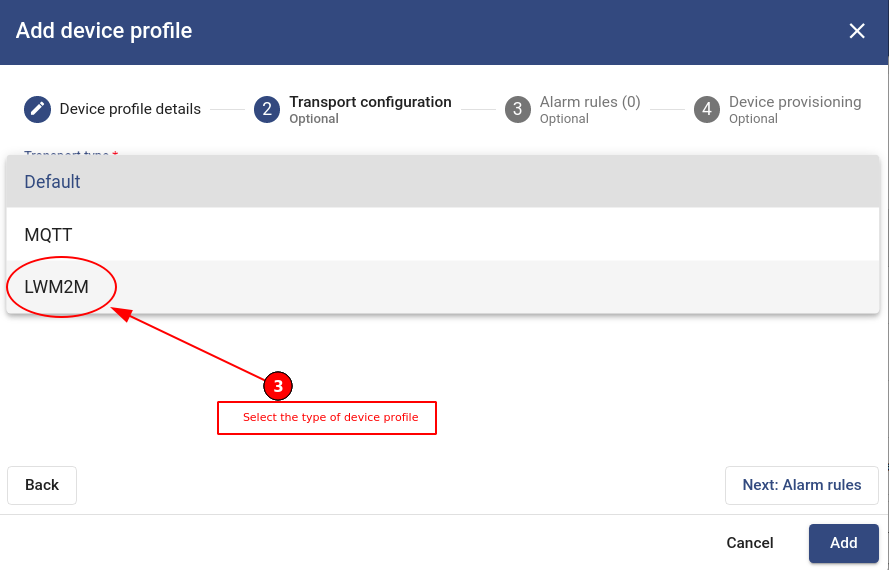 Add device profile
Device profile details
2
Transport configuration
Optional
3
Alarm rules (0)
Optional
4
Device provisioning
Optional
Transport type *
Default
MQTT
LWM2M
3
Select the type of device profile
Back
Next: Alarm rules
Cancel
Add